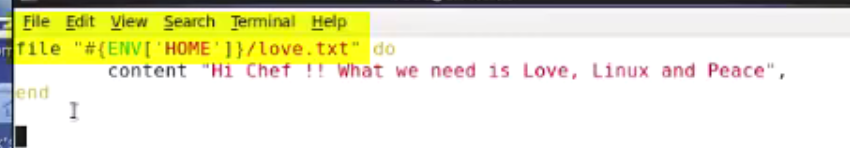 File Edit View Search Terminal Help
file "#{ENV['HOME']}/love.txt" do
content "Hi Chef !! What we need is Love, Linux and Peace",
end